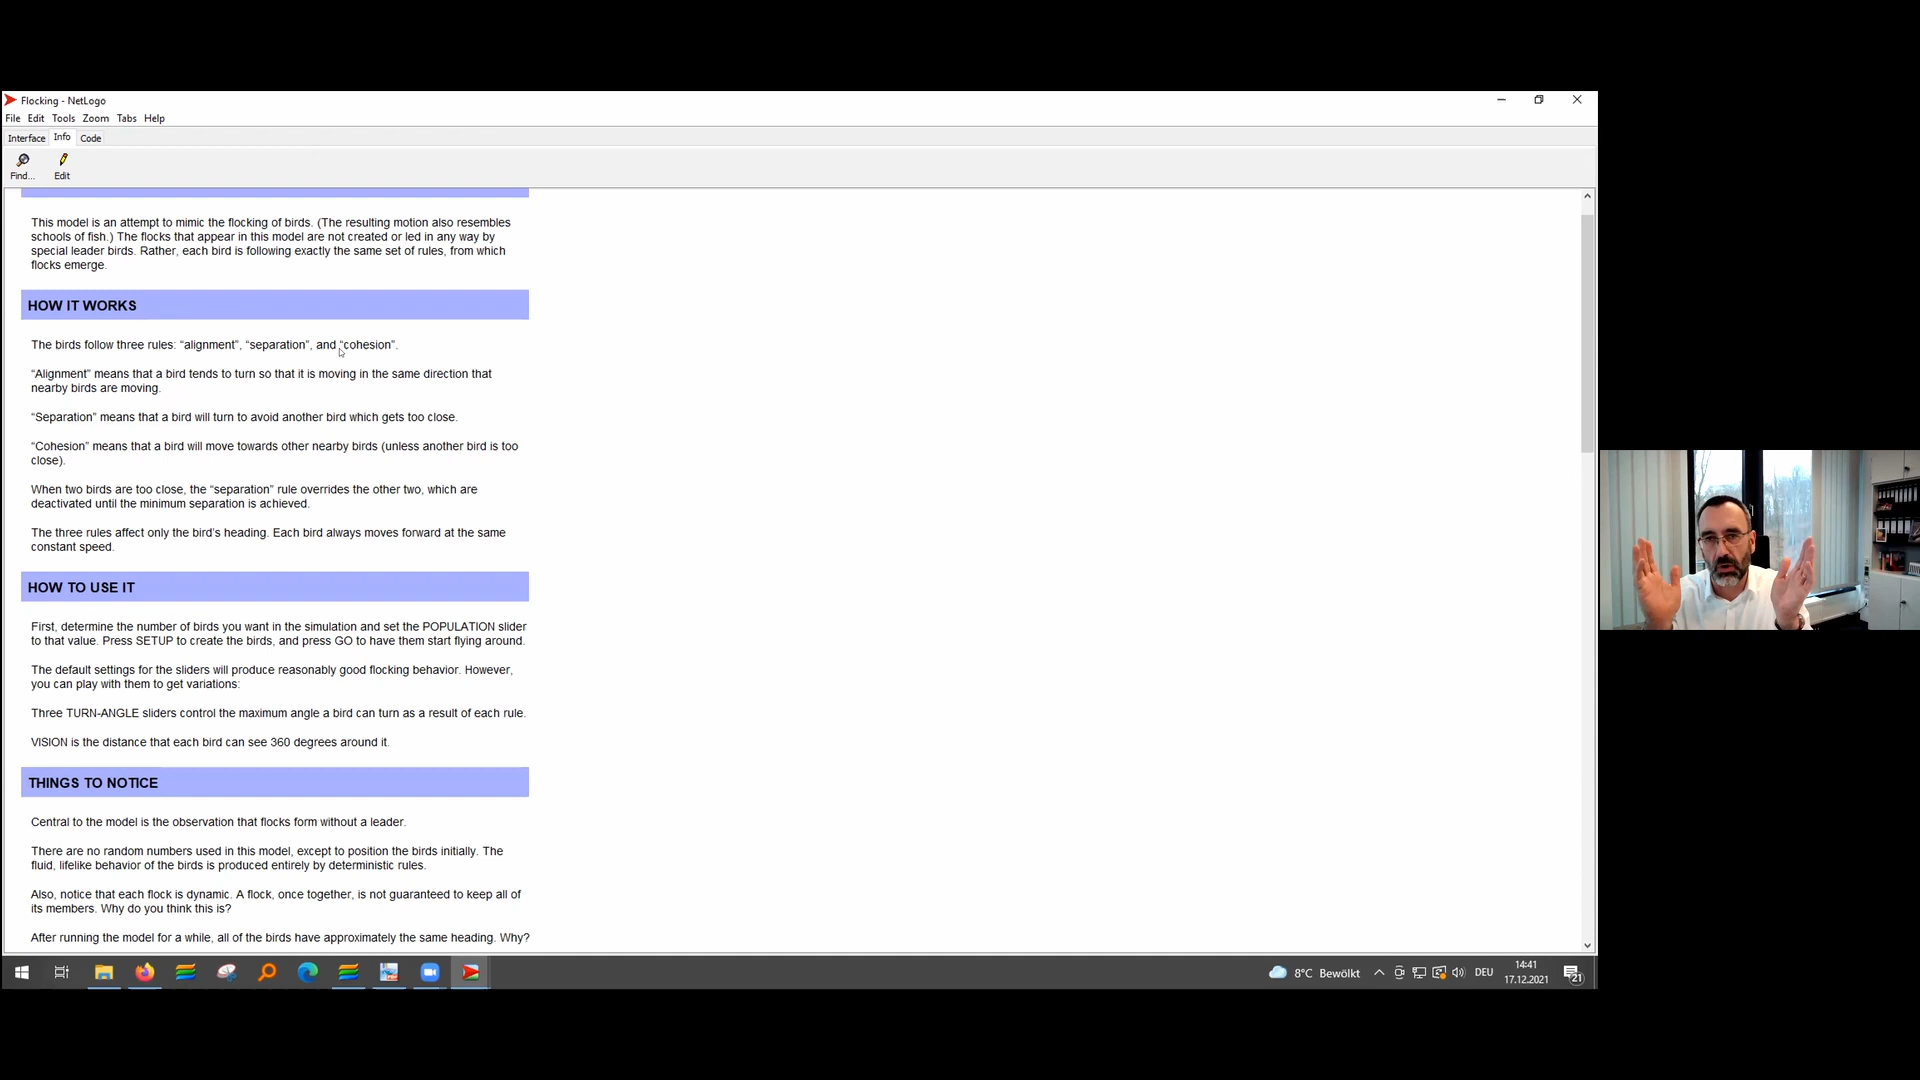 Flocking - NetLogo
File Edit Tools Zoom Tabs Help
Interface Info Code
Find... Edit
This model is an attempt to mimic the flocking of birds. (The resulting motion also resembles
schools of fish.) The flocks that appear in this model are not created or led in any way by
special leader birds. Rather, each bird is following exactly the same set of rules, from which
flocks emerge.
HOW IT WORKS
The birds follow three rules: “alignment”, “separation”, and “cohesion”.
“Alignment” means that a bird tends to turn so that it is moving in the same direction that
nearby birds are moving.
“Separation” means that a bird will turn to avoid another bird which gets too close.
“Cohesion” means that a bird will move towards other nearby birds (unless another bird is too
close).
When two birds are too close, the “separation” rule overrides the other two, which are
deactivated until the minimum separation is achieved.
The three rules affect only the bird’s heading. Each bird always moves forward at the same
constant speed.
HOW TO USE IT
First, determine the number of birds you want in the simulation and set the POPULATION slider
to that value. Press SETUP to create the birds, and press GO to have them start flying around.
The default settings for the sliders will produce reasonably good flocking behavior. However,
you can play with them to get variations:
Three TURN-ANGLE sliders control the maximum angle a bird can turn as a result of each rule.
VISION is the distance that each bird can see 360 degrees around it.
THINGS TO NOTICE
Central to the model is the observation that flocks form without a leader.
There are no random numbers used in this model, except to position the birds initially. The
fluid, lifelike behavior of the birds is produced entirely by deterministic rules.
Also, notice that each flock is dynamic. A flock, once together, is not guaranteed to keep all of
its members. Why do you think this is?
After running the model for a while, all of the birds have approximately the same heading. Why?
8°C Bewölkt DEU 14:41
17.12.2021 21